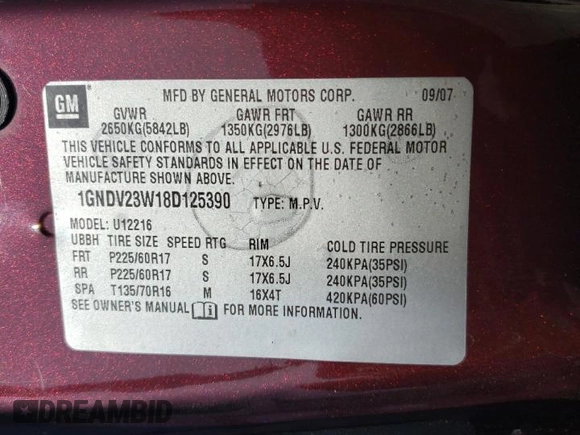 GM
MFD BY GENERAL MOTORS CORP. 09/07
GVWR GAWR FRT GAWR RR
2650KG(5842LB) 1350KG(2976LB) 1300KG(2866LB)
THIS VEHICLE CONFORMS TO ALL APPLICABLE U.S. FEDERAL MOTOR
VEHICLE SAFETY STANDARDS IN EFFECT ON THE DATE OF
MANUFACTURE SHOWN ABOVE.
1GNDV23W18D125390 TYPE: M.P.V.
MODEL: U12216
UBBH TIRE SIZE SPEED RTG RIM COLD TIRE PRESSURE
FRT P225/60R17 S 17X6.5J 240KPA(35PSI)
RR P225/60R17 S 17X6.5J 240KPA(35PSI)
SPA T135/70R16 M 16X4T 420KPA(60PSI)
SEE OWNER'S MANUAL i FOR MORE INFORMATION.
DREAMBID